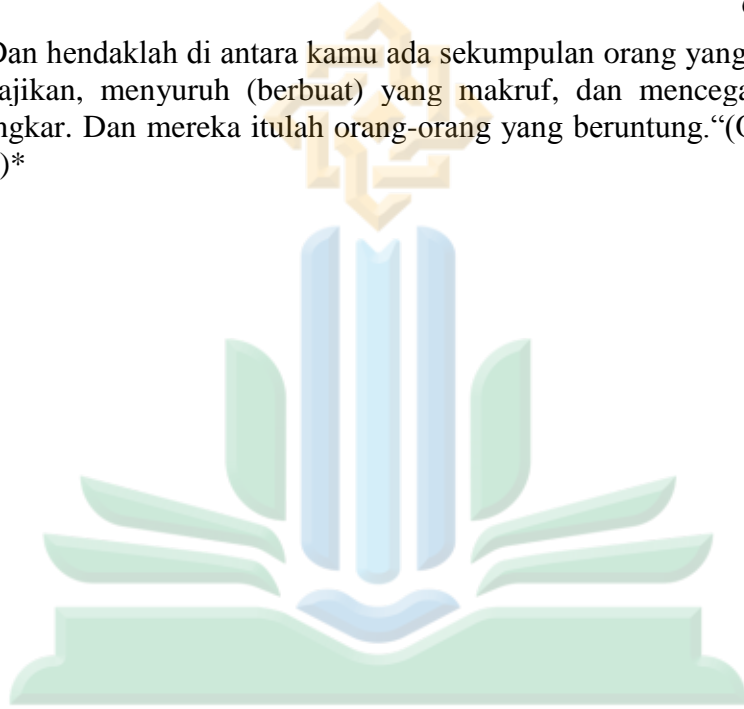 Dan hendaklah di antara kamu ada sekumpulan orang yang
ajikan, menyuruh (berbuat) yang makruf, dan mencega
ngkar. Dan mereka itulah orang-orang yang beruntung.“(
)*